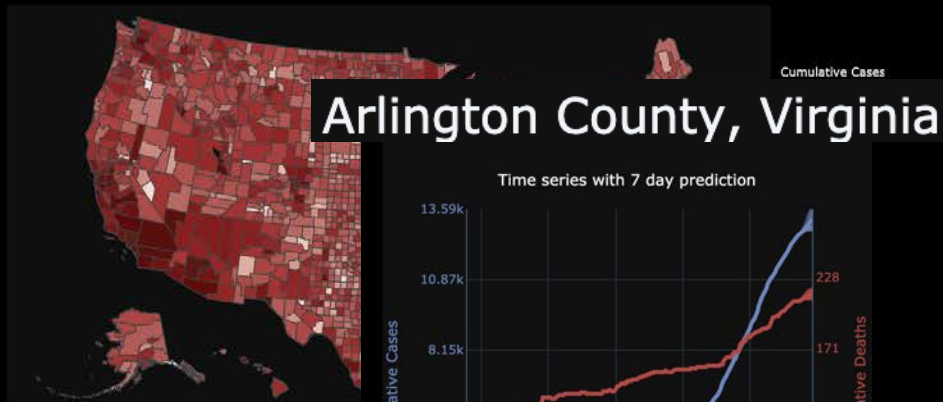 Cumulative Cases
Arlington County, Virginia
Time series with 7 day prediction
13.59k
10.87k
228
8.15k
171
ative Cases
ative Deaths